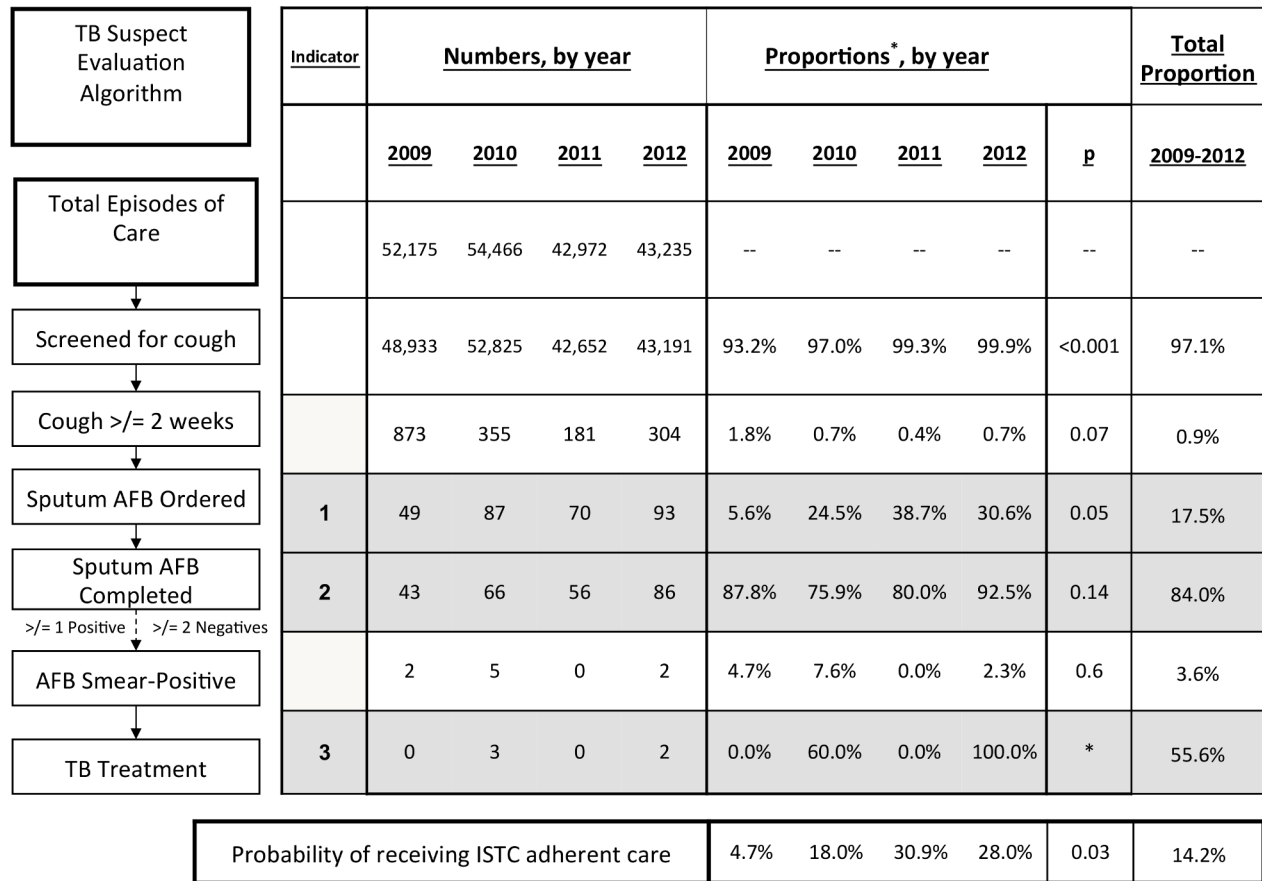 TB Suspect
Evaluation
Algorithm
Indicator Numbers, by year Proportions*, by year Total
Proportion
2009 2010 2011 2012 2009 2010 2011 2012 p 2009-2012
Total Episodes of
Care
52,175 54,466 42,972 43,235 -- -- -- -- -- --
Screened for cough
48,933 52,825 42,652 43,191 93.2% 97.0% 99.3% 99.9% <0.001 97.1%
Cough >/= 2 weeks
873 355 181 304 1.8% 0.7% 0.4% 0.7% 0.07 0.9%
Sputum AFB Ordered
1 49 87 70 93 5.6% 24.5% 38.7% 30.6% 0.05 17.5%
Sputum AFB
Completed
2 43 66 56 86 87.8% 75.9% 80.0% 92.5% 0.14 84.0%
>/= 1 Positive >/= 2 Negatives
AFB Smear-Positive
2 5 0 2 4.7% 7.6% 0.0% 2.3% 0.6 3.6%
TB Treatment
3 0 3 0 2 0.0% 60.0% 0.0% 100.0% * 55.6%
Probability of receiving ISTC adherent care 4.7% 18.0% 30.9% 28.0% 0.03 14.2%